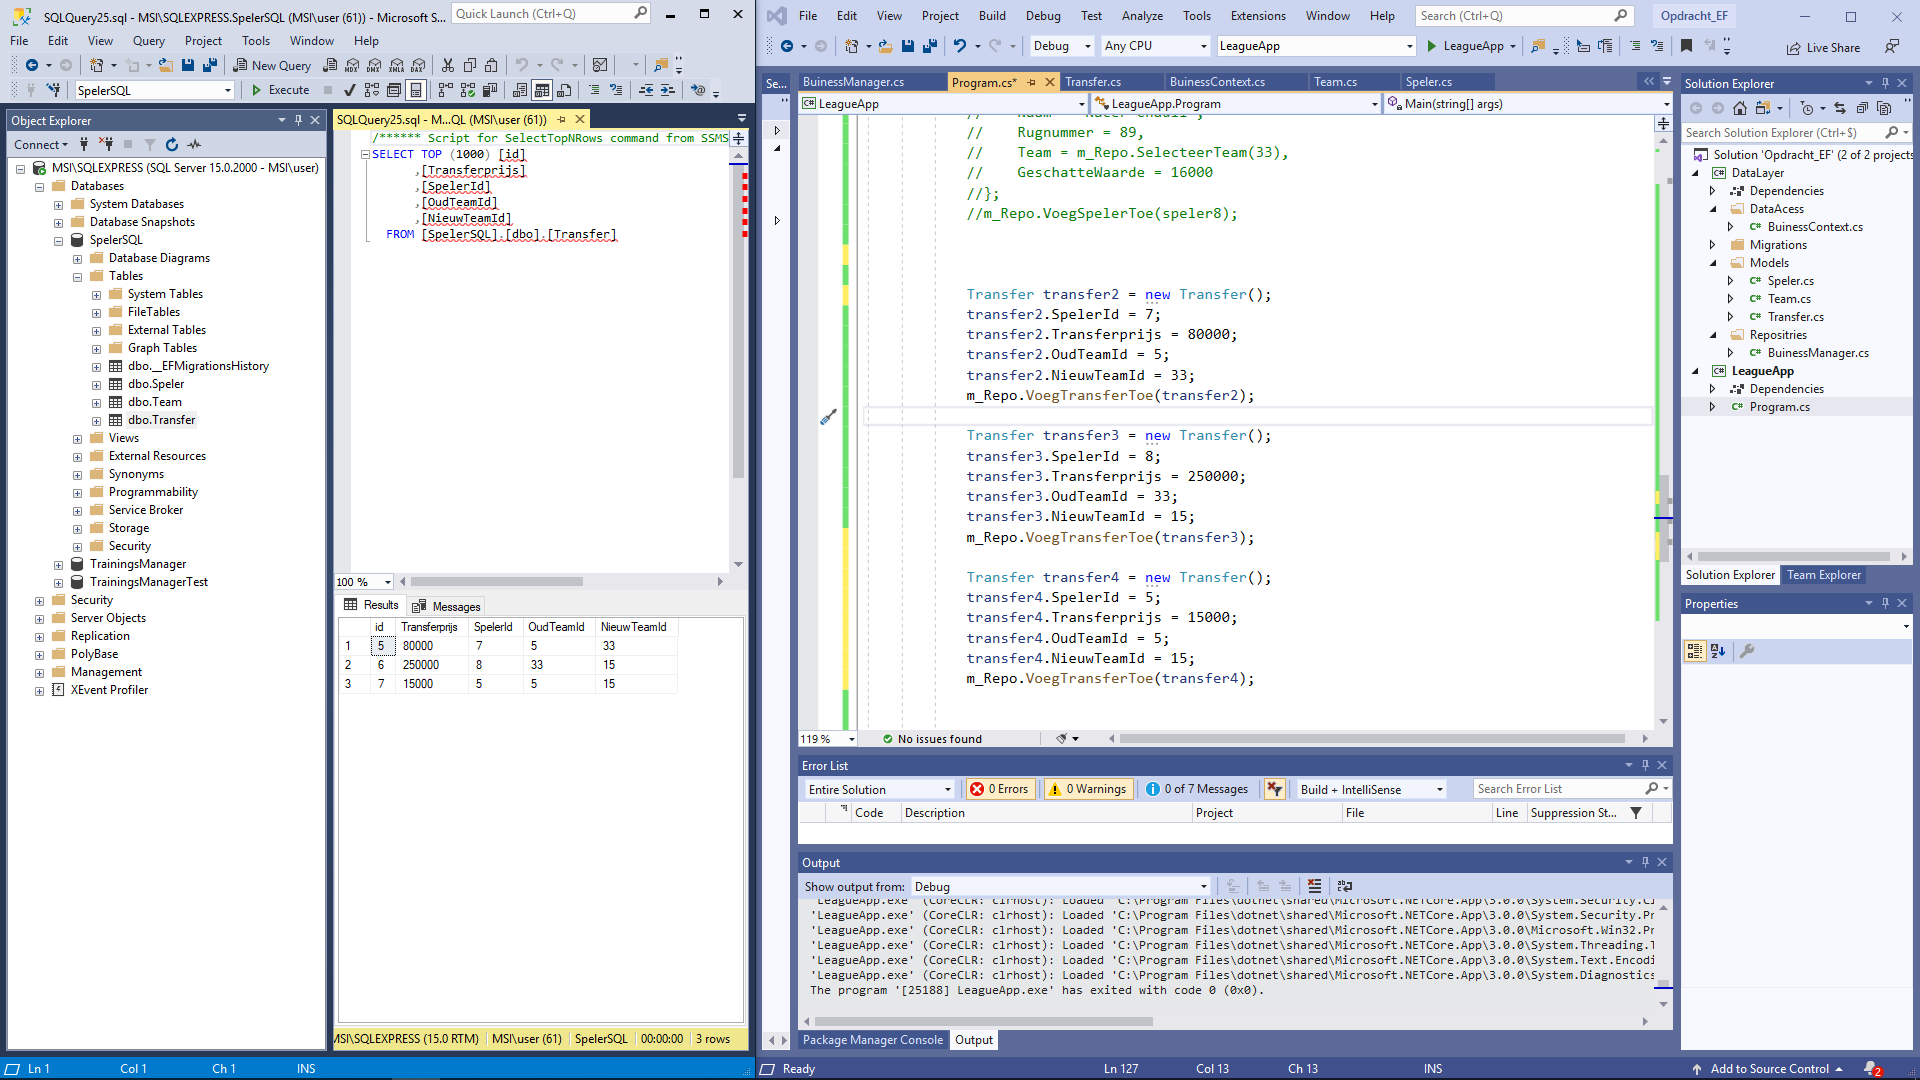 SQLQuery25.sql - MSI\SQLEXPRESS.SpelerSQL (MSI\user (61)) - Microsoft S...
Quick Launch (Ctrl+Q)
File Edit View Query Project Tools Window Help
New Query
SpelerSQL
Execute
Object Explorer
Connect
MSI\SQLEXPRESS (SQL Server 15.0.2000 - MSI\user)
Databases
System Databases
Database Snapshots
SpelerSQL
Database Diagrams
Tables
System Tables
FileTables
External Tables
Graph Tables
dbo.__EFMigrationsHistory
dbo.Speler
dbo.Team
dbo.Transfer
Views
External Resources
Synonyms
Programmability
Service Broker
Storage
Security
TrainingsManager
TrainingsManagerTest
Security
Server Objects
Replication
PolyBase
Management
XEvent Profiler
SQLQuery25.sql - M...QL (MSI\user (61))
/****** Script for SelectTopNRows command from SSMS
SELECT TOP (1000) [id]
,[Transferprijs]
,[SpelerId]
,[OudTeamId]
,[NieuwTeamId]
FROM [SpelerSQL].[dbo].[Transfer]
100 %
Results Messages
id Transferprijs SpelerId OudTeamId NieuwTeamId
1 5 80000 7 5 33
2 6 250000 8 33 15
3 7 15000 5 5 15
MSI\SQLEXPRESS (15.0 RTM) MSI\user (61) SpelerSQL 00:00:00 3 rows
Ln 1 Col 1 Ch 1 INS
File Edit View Project Build Debug Test Analyze Tools Extensions Window Help
Search (Ctrl+Q)
Opdracht_EF
Debug Any CPU LeagueApp LeagueApp
Live Share
Se...
BuinessManager.cs Program.cs* Transfer.cs BuinessContext.cs Team.cs Speler.cs
LeagueApp LeagueApp.Program Main(string[] args)
// Rugnummer = 89,
// Team = m_Repo.SelecteerTeam(33),
// GeschatteWaarde = 16000
//};
//m_Repo.VoegSpelerToe(speler8);
Transfer transfer2 = new Transfer();
transfer2.SpelerId = 7;
transfer2.Transferprijs = 80000;
transfer2.OudTeamId = 5;
transfer2.NieuwTeamId = 33;
m_Repo.VoegTransferToe(transfer2);
Transfer transfer3 = new Transfer();
transfer3.SpelerId = 8;
transfer3.Transferprijs = 250000;
transfer3.OudTeamId = 33;
transfer3.NieuwTeamId = 15;
m_Repo.VoegTransferToe(transfer3);
Transfer transfer4 = new Transfer();
transfer4.SpelerId = 5;
transfer4.Transferprijs = 15000;
transfer4.OudTeamId = 5;
transfer4.NieuwTeamId = 15;
m_Repo.VoegTransferToe(transfer4);
119 %
No issues found
Error List
Entire Solution 0 Errors 0 Warnings 0 of 7 Messages Build + IntelliSense Search Error List
Code Description Project File Line Suppression St...
Output
Show output from: Debug
'LeagueApp.exe' (CoreCLR: clrhost): Loaded 'C:\Program Files\dotnet\shared\Microsoft.NETCore.App\3.0.0\System.Security.Cl
'LeagueApp.exe' (CoreCLR: clrhost): Loaded 'C:\Program Files\dotnet\shared\Microsoft.NETCore.App\3.0.0\System.Security.Pr
'LeagueApp.exe' (CoreCLR: clrhost): Loaded 'C:\Program Files\dotnet\shared\Microsoft.NETCore.App\3.0.0\Microsoft.Win32.Pr
'LeagueApp.exe' (CoreCLR: clrhost): Loaded 'C:\Program Files\dotnet\shared\Microsoft.NETCore.App\3.0.0\System.Threading.T
'LeagueApp.exe' (CoreCLR: clrhost): Loaded 'C:\Program Files\dotnet\shared\Microsoft.NETCore.App\3.0.0\System.Text.Encodi
'LeagueApp.exe' (CoreCLR: clrhost): Loaded 'C:\Program Files\dotnet\shared\Microsoft.NETCore.App\3.0.0\System.Diagnostics
The program '[25188] LeagueApp.exe' has exited with code 0 (0x0).
Package Manager Console Output
Solution Explorer
Search Solution Explorer (Ctrl+$)
Solution 'Opdracht_EF' (2 of 2 projects
DataLayer
Dependencies
DataAcess
BuinessContext.cs
Migrations
Models
Speler.cs
Team.cs
Transfer.cs
Repositries
BuinessManager.cs
LeagueApp
Dependencies
Program.cs
Solution Explorer Team Explorer
Properties
Ready Ln 127 Col 13 Ch 13 INS Add to Source Control 2